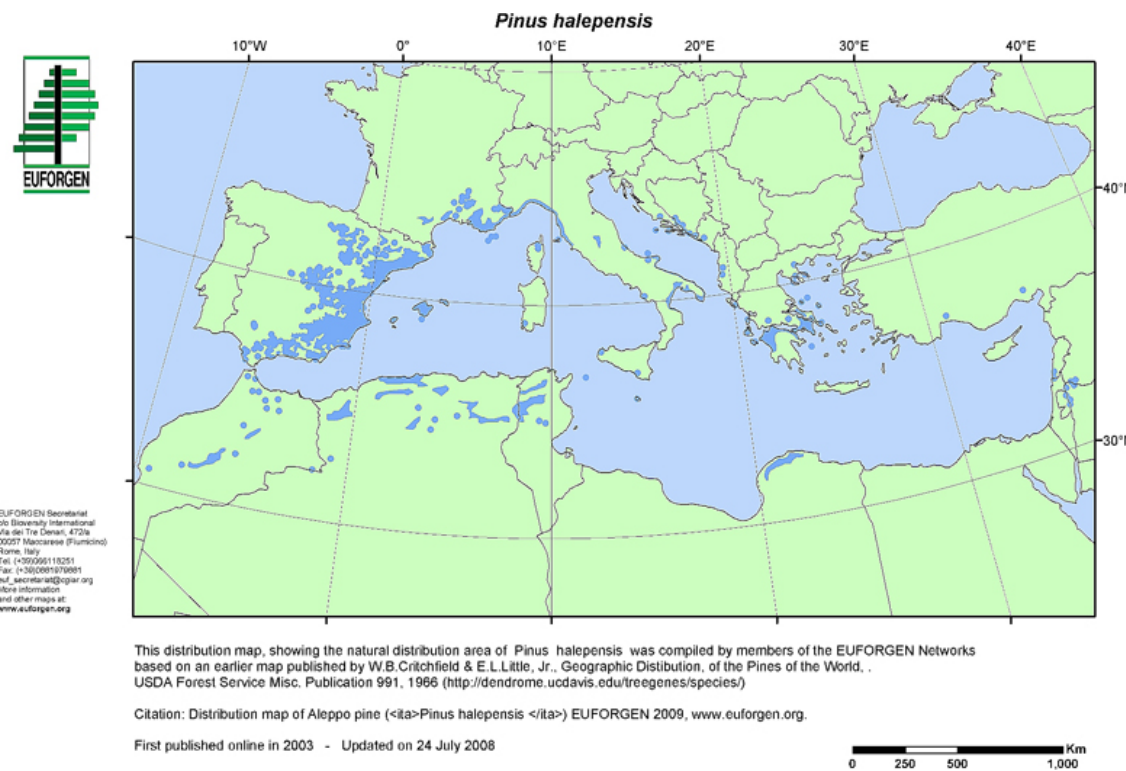 Pinus halepensis
10°W 0° 10°E 20°E 30°E 40°E
EUFORGEN
40°
30°
EUFORGEN Secretariat
c/o Bioversity International
Via dei Tre Denari, 472/a
00057 Maccarese (Fiumicino)
Rome, Italy
Tel. (+39)066118251
Fax: (+39)0661979661
euf_secretariat@cgiar.org
More information
and other maps at:
www.euforgen.org
This distribution map, showing the natural distribution area of Pinus halepensis was compiled by members of the EUFORGEN Networks
based on an earlier map published by W.B.Critchfield & E.L.Little, Jr., Geographic Distibution, of the Pines of the World, .
USDA Forest Service Misc. Publication 991, 1966 (http://dendrome.ucdavis.edu/treegenes/species/)
Citation: Distribution map of Aleppo pine (<ita>Pinus halepensis </ita>) EUFORGEN 2009, www.euforgen.org.
First published online in 2003 - Updated on 24 July 2008
Km
0 250 500 1,000